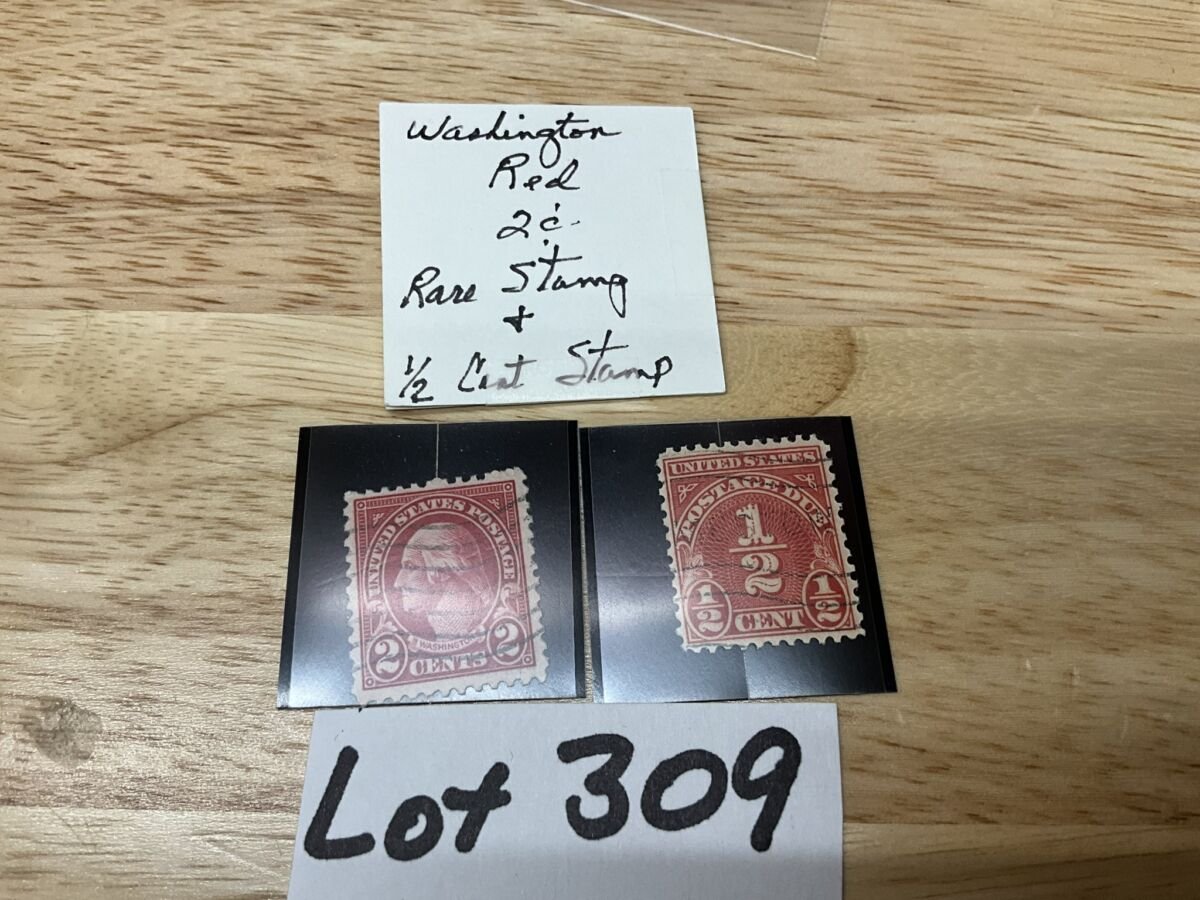 Washington
Red
2¢
Rare Stamp
+
1/2 Cent Stamp
UNITED STATES POSTAGE
WASHINGTON
2 CENTS 2
UNITED STATES
POSTAGE DUE
1/2
1/2 CENT 1/2
Lot 309